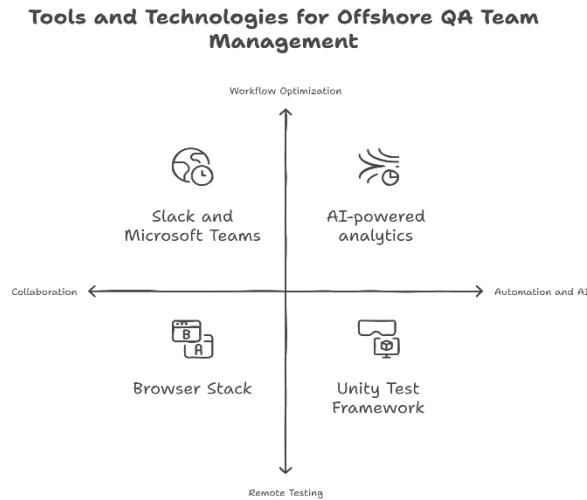 Tools and Technologies for Offshore QA Team
Management
Workflow Optimization
Slack and
Microsoft Teams
AI-powered
analytics
Collaboration
Automation and AI
B
A
Browser Stack
Unity Test
Framework
Remote Testing